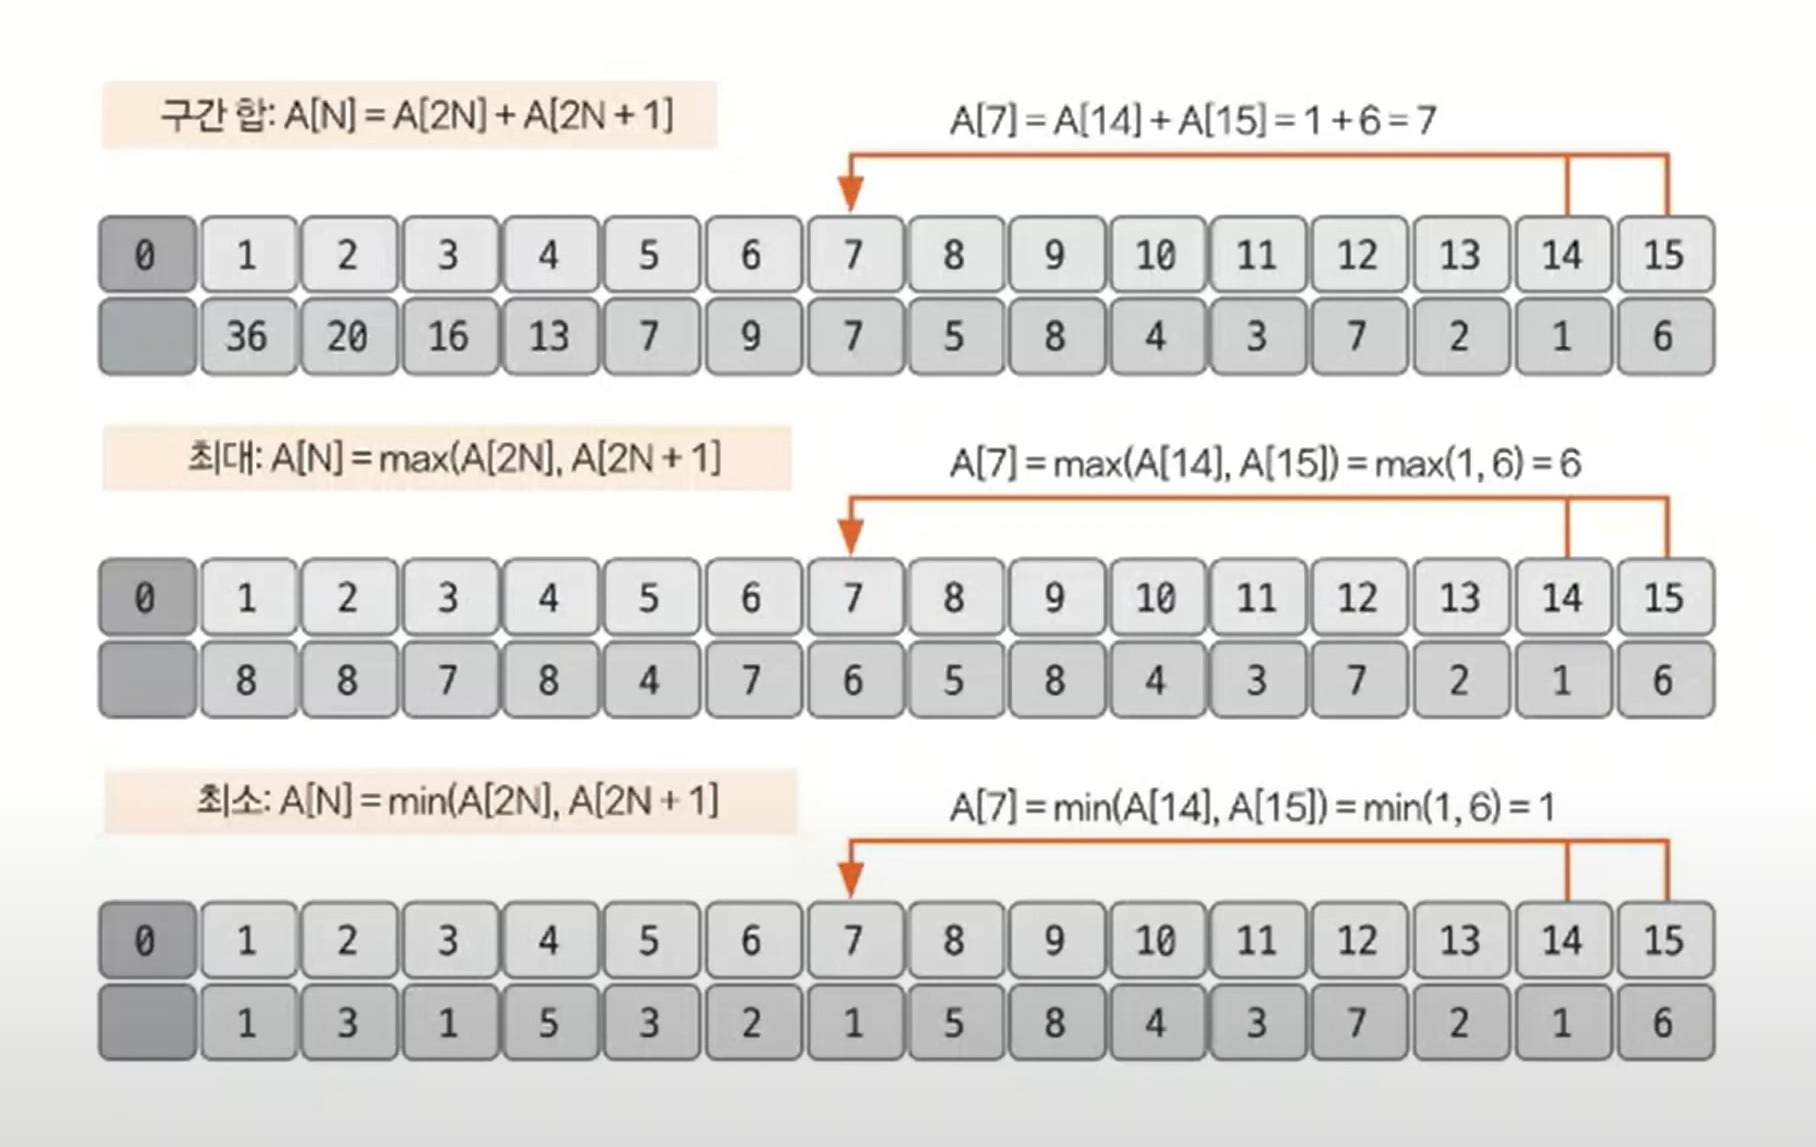 구간 합: A[N] = A[2N] + A[2N + 1]
A[7] = A[14] + A[15] = 1 + 6 = 7
0 1 2 3 4 5 6 7 8 9 10 11 12 13 14 15
36 20 16 13 7 9 7 5 8 4 3 7 2 1 6
최대: A[N] = max(A[2N], A[2N + 1]
A[7] = max(A[14], A[15]) = max(1, 6) = 6
0 1 2 3 4 5 6 7 8 9 10 11 12 13 14 15
8 8 7 8 4 7 6 5 8 4 3 7 2 1 6
최소: A[N] = min(A[2N], A[2N + 1]
A[7] = min(A[14], A[15]) = min(1, 6) = 1
0 1 2 3 4 5 6 7 8 9 10 11 12 13 14 15
1 3 1 5 3 2 1 5 8 4 3 7 2 1 6